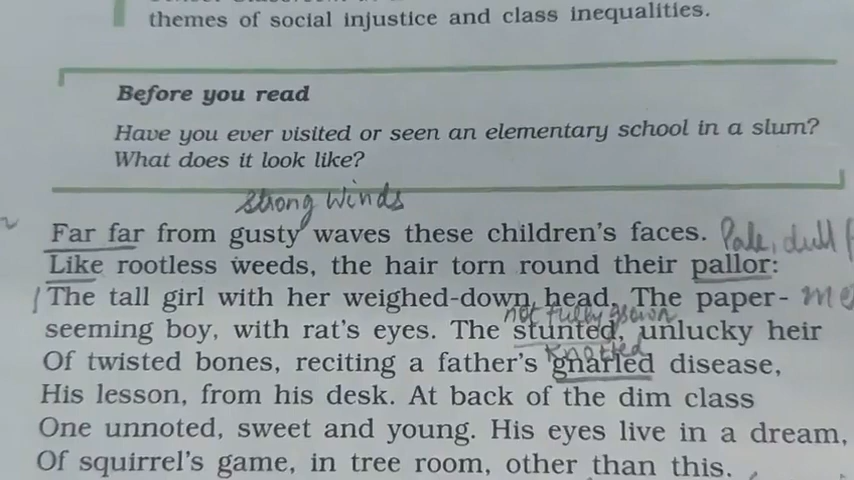 themes of social injustice and class inequalities.
Before you read
Have you ever visited or seen an elementary school in a slum?
What does it look like?
strong winds
Far far from gusty waves these children's faces. Pale, dull
Like rootless weeds, the hair torn round their pallor:
The tall girl with her weighed-down head. The paper-
not fully grown
seeming boy, with rat's eyes. The stunted, unlucky heir
knotted
Of twisted bones, reciting a father's gnarled disease,
His lesson, from his desk. At back of the dim class
One unnoted, sweet and young. His eyes live in a dream,
Of squirrel's game, in tree room, other than this.